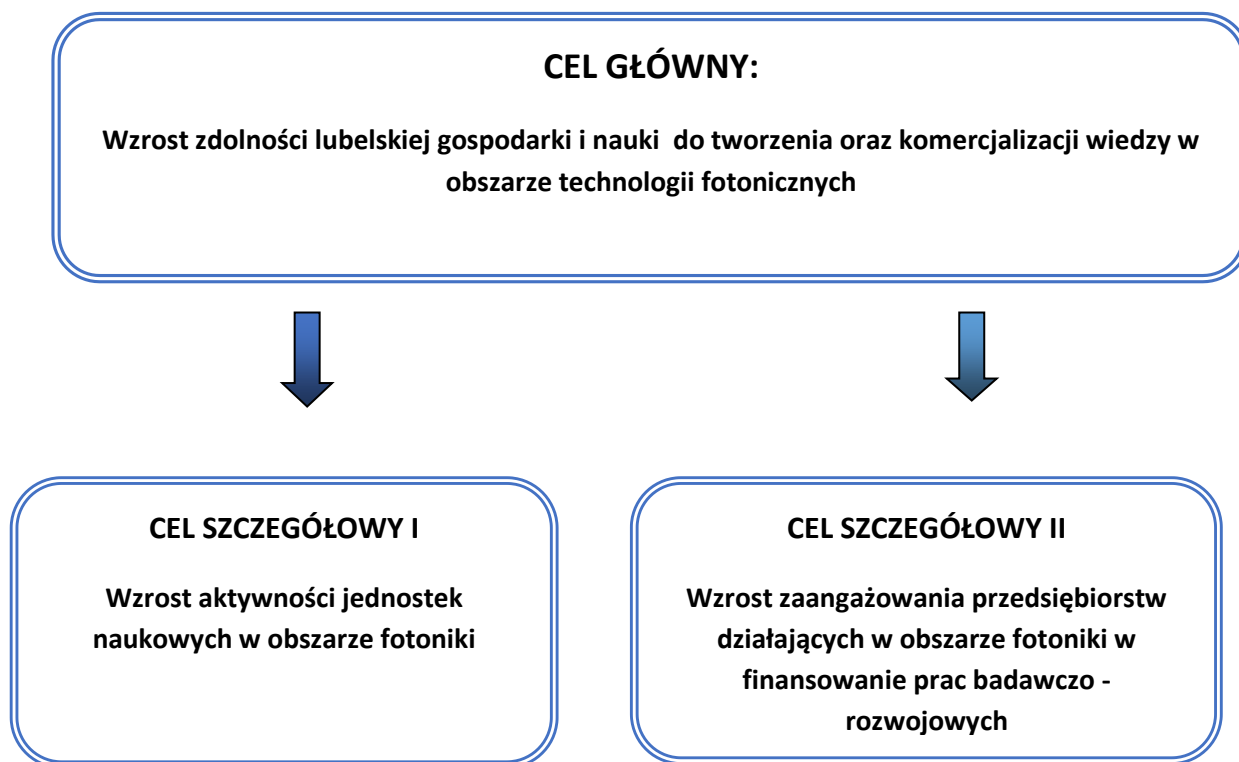 CEL GŁÓWNY:
Wzrost zdolności lubelskiej gospodarki i nauki  do tworzenia oraz komercjalizacji wiedzy w
obszarze technologii fotonicznych
CEL SZCZEGÓŁOWY I
Wzrost aktywności jednostek
naukowych w obszarze fotoniki
CEL SZCZEGÓŁOWY II
Wzrost zaangażowania przedsiębiorstw
działających w obszarze fotoniki w
finansowanie prac badawczo -
rozwojowych